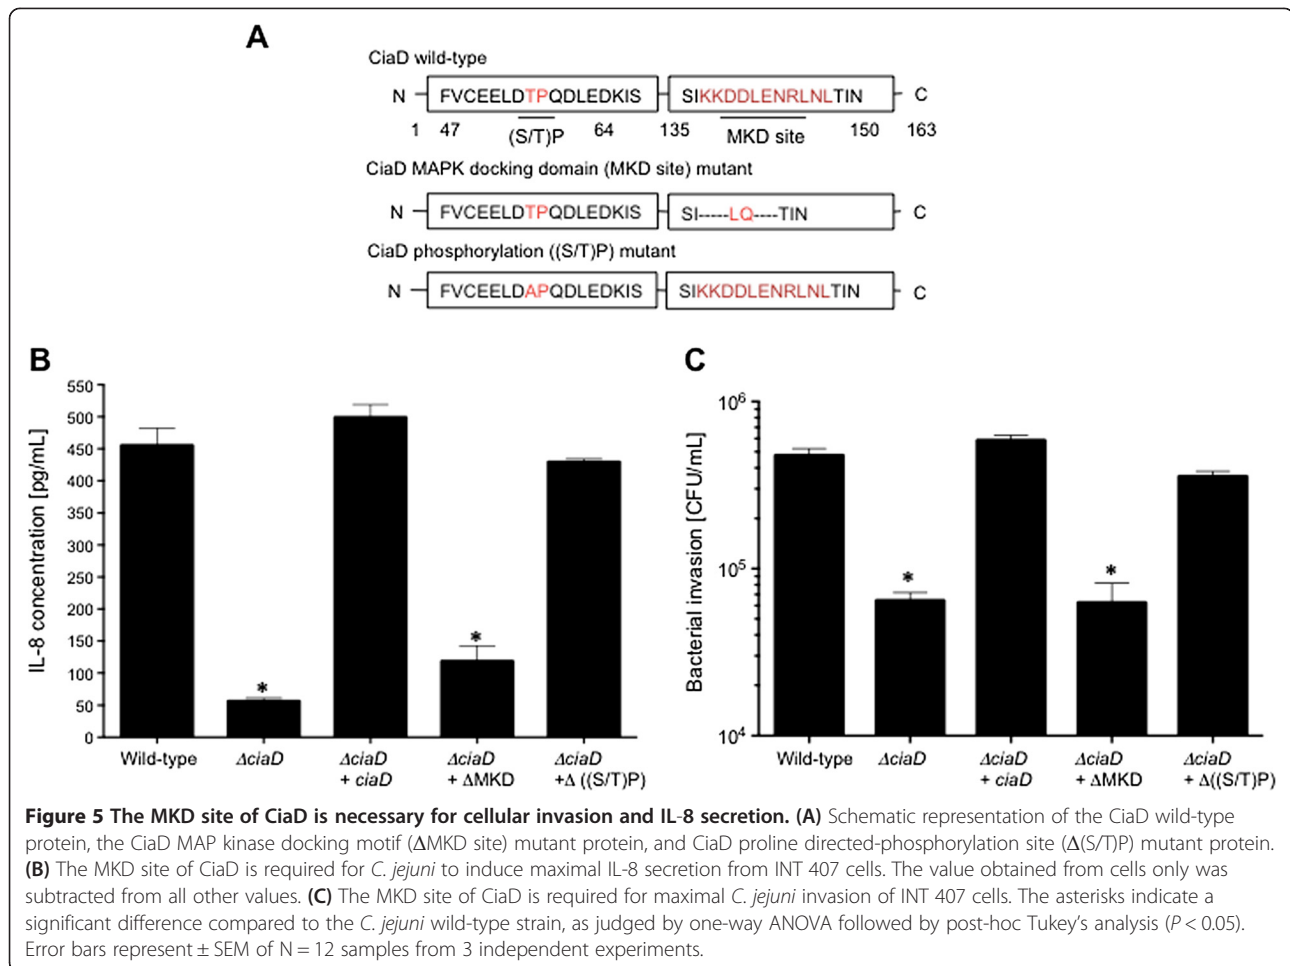 A
CiaD wild-type
N FVCEELDTPQDLEDKIS SIKKDDLENRLNLTIN C
1 47 (S/T)P 64 135 MKD site 150 163
CiaD MAPK docking domain (MKD site) mutant
N FVCEELDTPQDLEDKIS SI-----LQ----TIN C
CiaD phosphorylation ((S/T)P) mutant
N FVCEELDAPQDLEDKIS SIKKDDLENRLNLTIN C
B
IL-8 concentration [pg/mL]
550
500
450
400
350
300
250
200
150
100
50
0
*
*
Wild-type ΔciaD ΔciaD ΔciaD ΔciaD
+ ciaD + ΔMKD +Δ ((S/T)P)
C
Bacterial invasion [CFU/mL]
10⁶
10⁵
10⁴
*
*
Wild-type ΔciaD ΔciaD ΔciaD ΔciaD
+ ciaD + ΔMKD + Δ((S/T)P)
Figure 5 The MKD site of CiaD is necessary for cellular invasion and IL-8 secretion. (A) Schematic representation of the CiaD wild-type
protein, the CiaD MAP kinase docking motif (ΔMKD site) mutant protein, and CiaD proline directed-phosphorylation site (Δ(S/T)P) mutant protein.
(B) The MKD site of CiaD is required for C. jejuni to induce maximal IL-8 secretion from INT 407 cells. The value obtained from cells only was
subtracted from all other values. (C) The MKD site of CiaD is required for maximal C. jejuni invasion of INT 407 cells. The asterisks indicate a
significant difference compared to the C. jejuni wild-type strain, as judged by one-way ANOVA followed by post-hoc Tukey's analysis (P < 0.05).
Error bars represent ± SEM of N = 12 samples from 3 independent experiments.